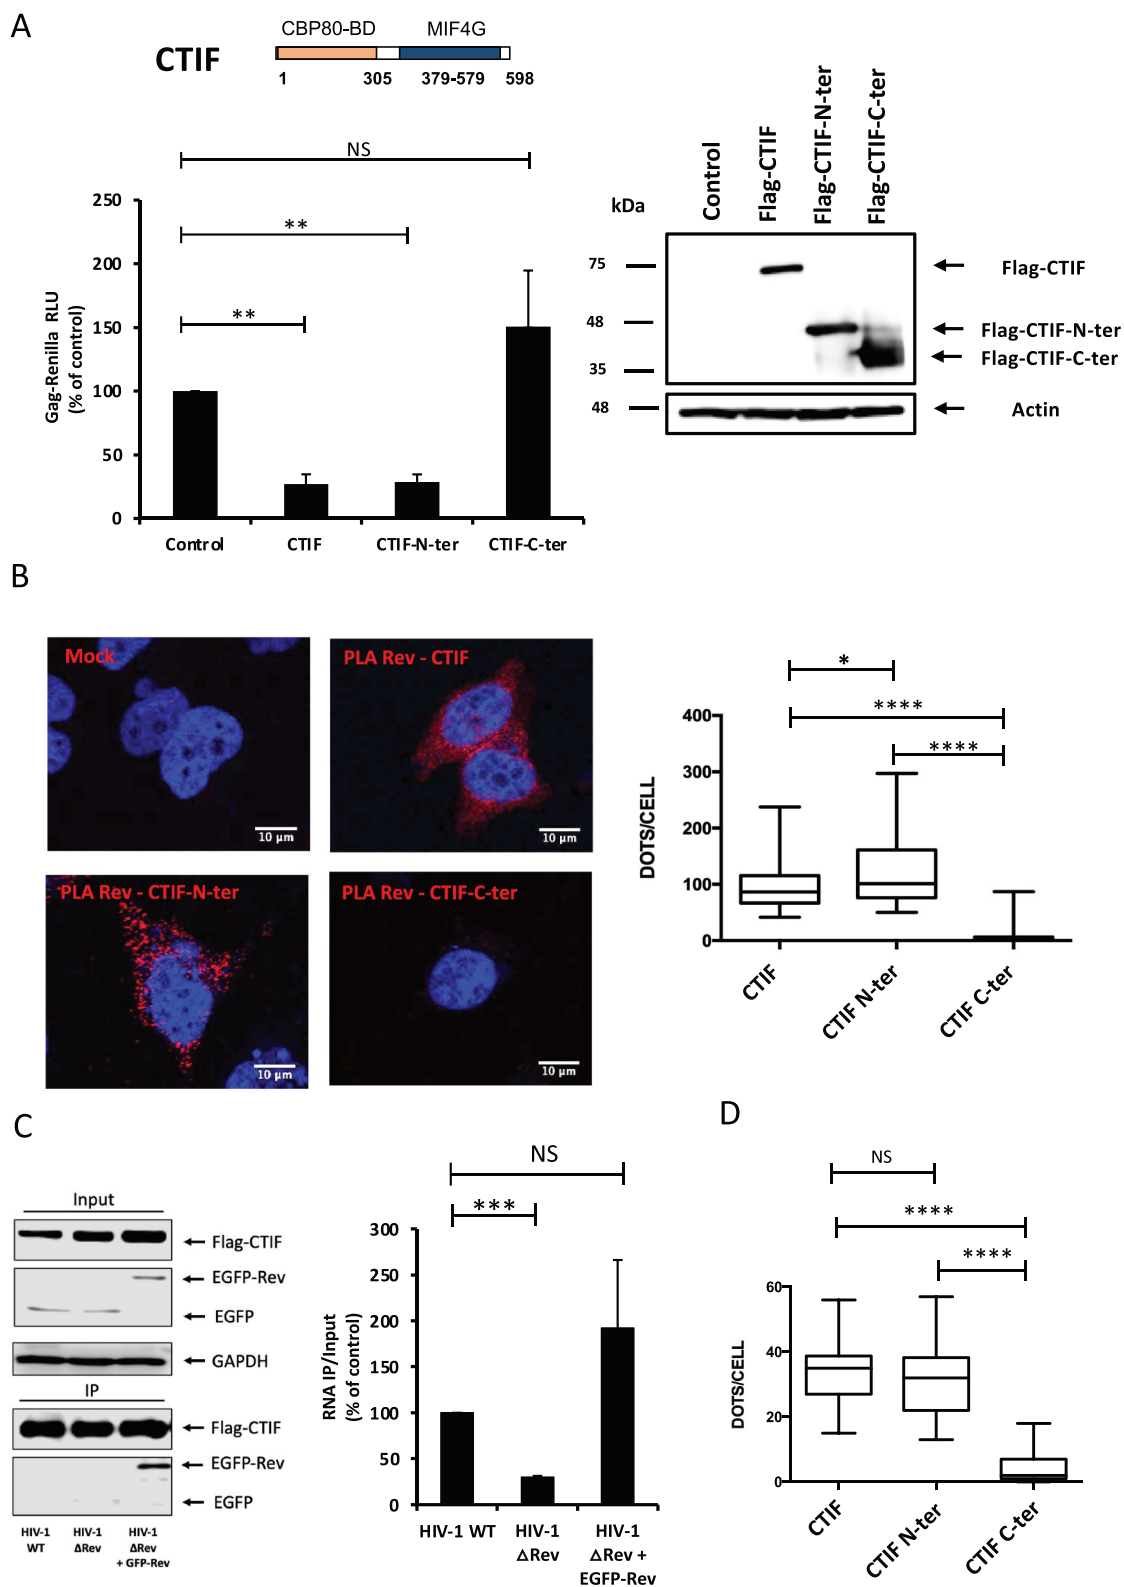 A
CTIF
CBP80-BD MIF4G
1 305 379-579 598
NS
**
**
250
200
150
100
50
0
Gag-Renilla RLU
(% of control)
Control CTIF CTIF-N-ter CTIF-C-ter
kDa
Control
Flag-CTIF
Flag-CTIF-N-ter
Flag-CTIF-C-ter
75
48
35
48
Flag-CTIF
Flag-CTIF-N-ter
Flag-CTIF-C-ter
Actin
B
Mock
10 µm
PLA Rev - CTIF
10 µm
PLA Rev - CTIF-N-ter
10 µm
PLA Rev - CTIF-C-ter
10 µm
*
****
****
400
300
200
100
0
DOTS/CELL
CTIF
CTIF N-ter
CTIF C-ter
C
Input
Flag-CTIF
EGFP-Rev
EGFP
GAPDH
IP
Flag-CTIF
EGFP-Rev
EGFP
HIV-1
WT
HIV-1
ΔRev
HIV-1
ΔRev
+ GFP-Rev
NS
***
300
250
200
150
100
50
0
RNA IP/Input
(% of control)
HIV-1 WT
HIV-1
△Rev
HIV-1
△Rev +
EGFP-Rev
D
NS
****
****
60
40
20
0
DOTS/CELL
CTIF
CTIF N-ter
CTIF C-ter